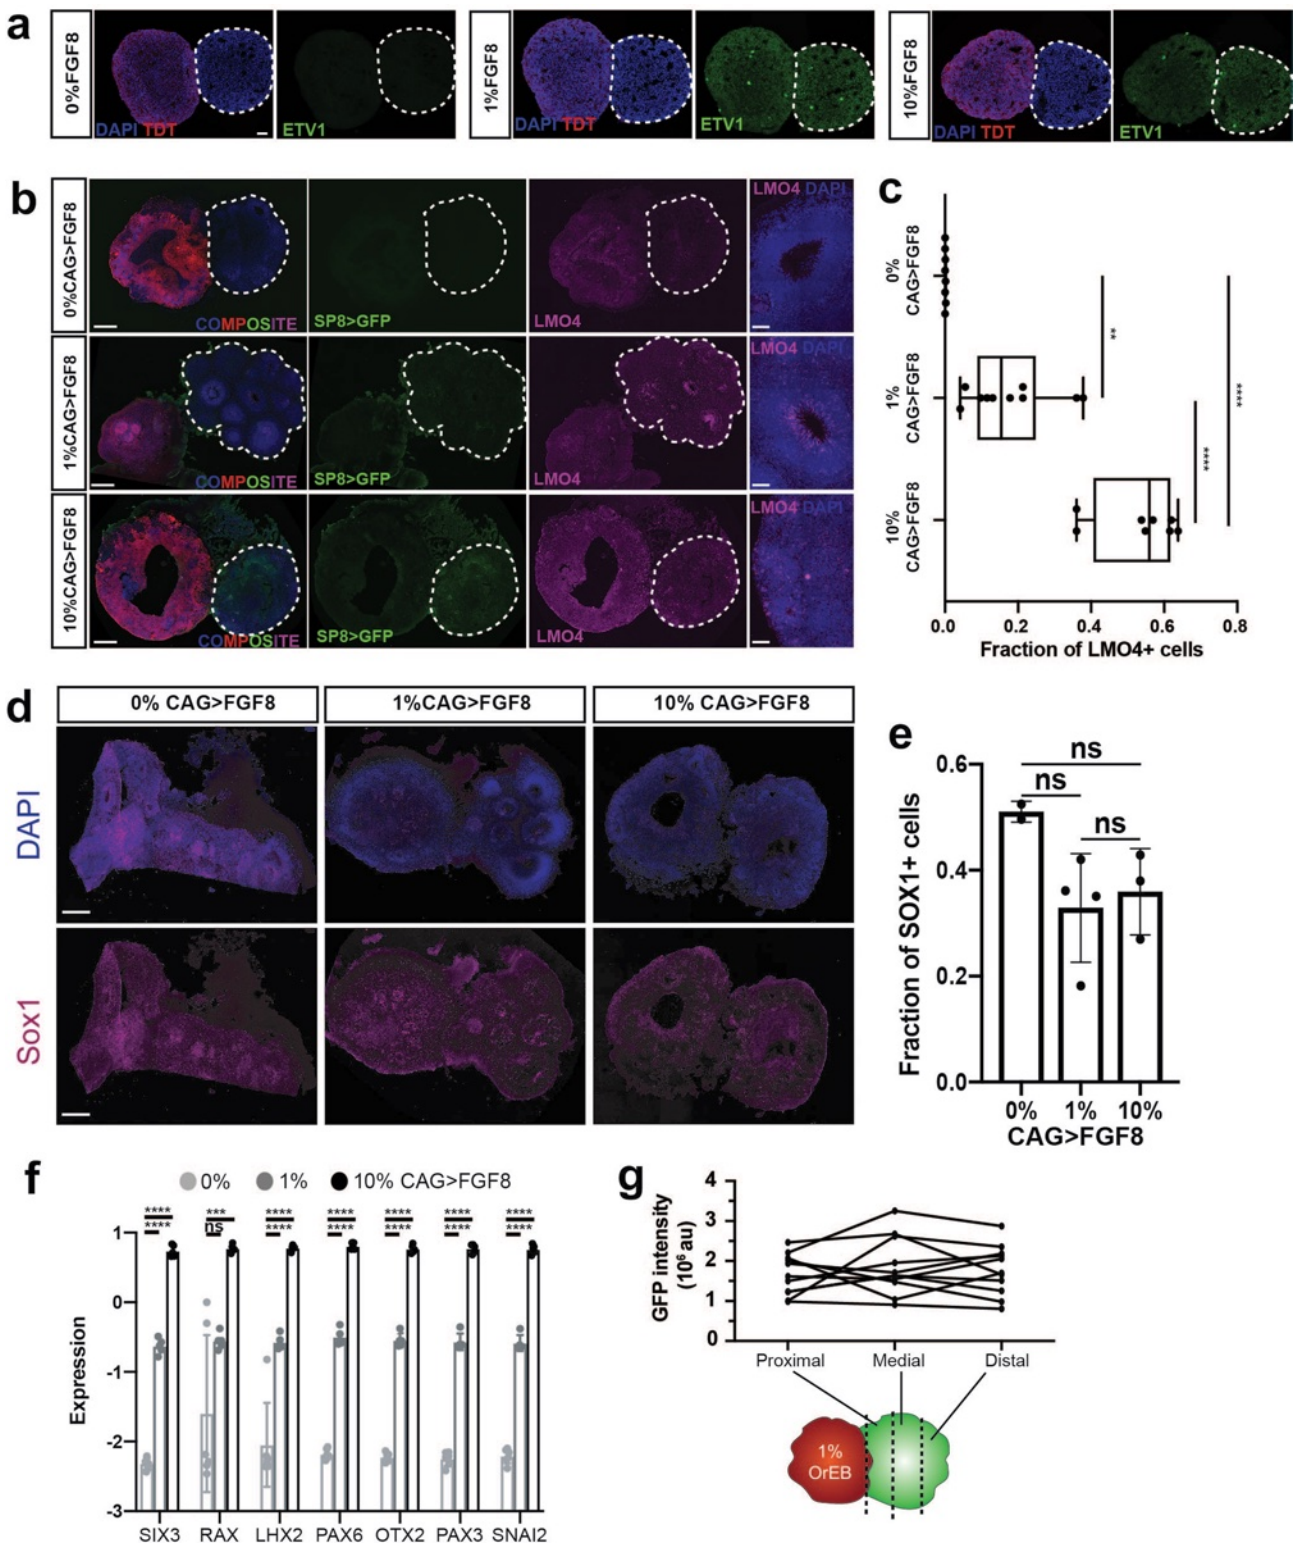 a
0%FGF8
DAPI TDT
ETV1
1%FGF8
DAPI TDT
ETV1
10%FGF8
DAPI TDT
ETV1
b
0%CAG>FGF8
COMPOSITE
SP8>GFP
LMO4
LMO4 DAPI
1%CAG>FGF8
COMPOSITE
SP8>GFP
LMO4
LMO4 DAPI
10%CAG>FGF8
COMPOSITE
SP8>GFP
LMO4
LMO4 DAPI
c
0%
CAG>FGF8
1%
CAG>FGF8
10%
CAG>FGF8
**
****
****
0.0 0.2 0.4 0.6 0.8
Fraction of LMO4+ cells
d
0% CAG>FGF8
1%CAG>FGF8
10% CAG>FGF8
DAPI
Sox1
e
Fraction of SOX1+ cells
0.6
0.4
0.2
0.0
ns
ns
ns
0% 1% 10%
CAG>FGF8
f
0% 1% 10% CAG>FGF8
**** *** **** **** **** **** ****
**** ns **** **** **** **** ****
Expression
1
0
-1
-2
-3
SIX3 RAX LHX2 PAX6 OTX2 PAX3 SNAI2
g
GFP intensity
(10⁶ au)
4
3
2
1
0
Proximal Medial Distal
1%
OrEB